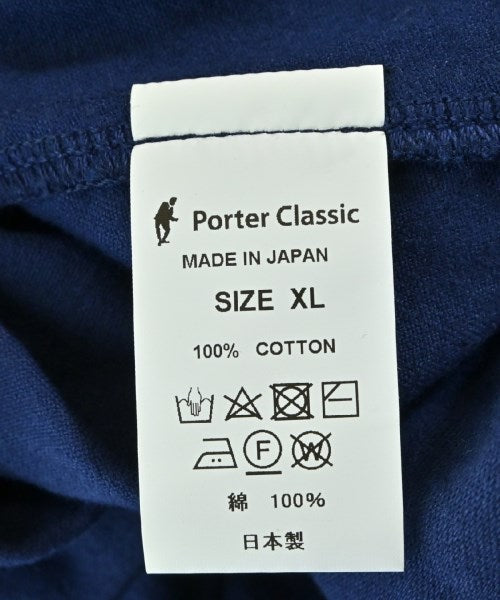 Porter Classic
MADE IN JAPAN
SIZE XL
100% COTTON
F W
綿 100%
日本製